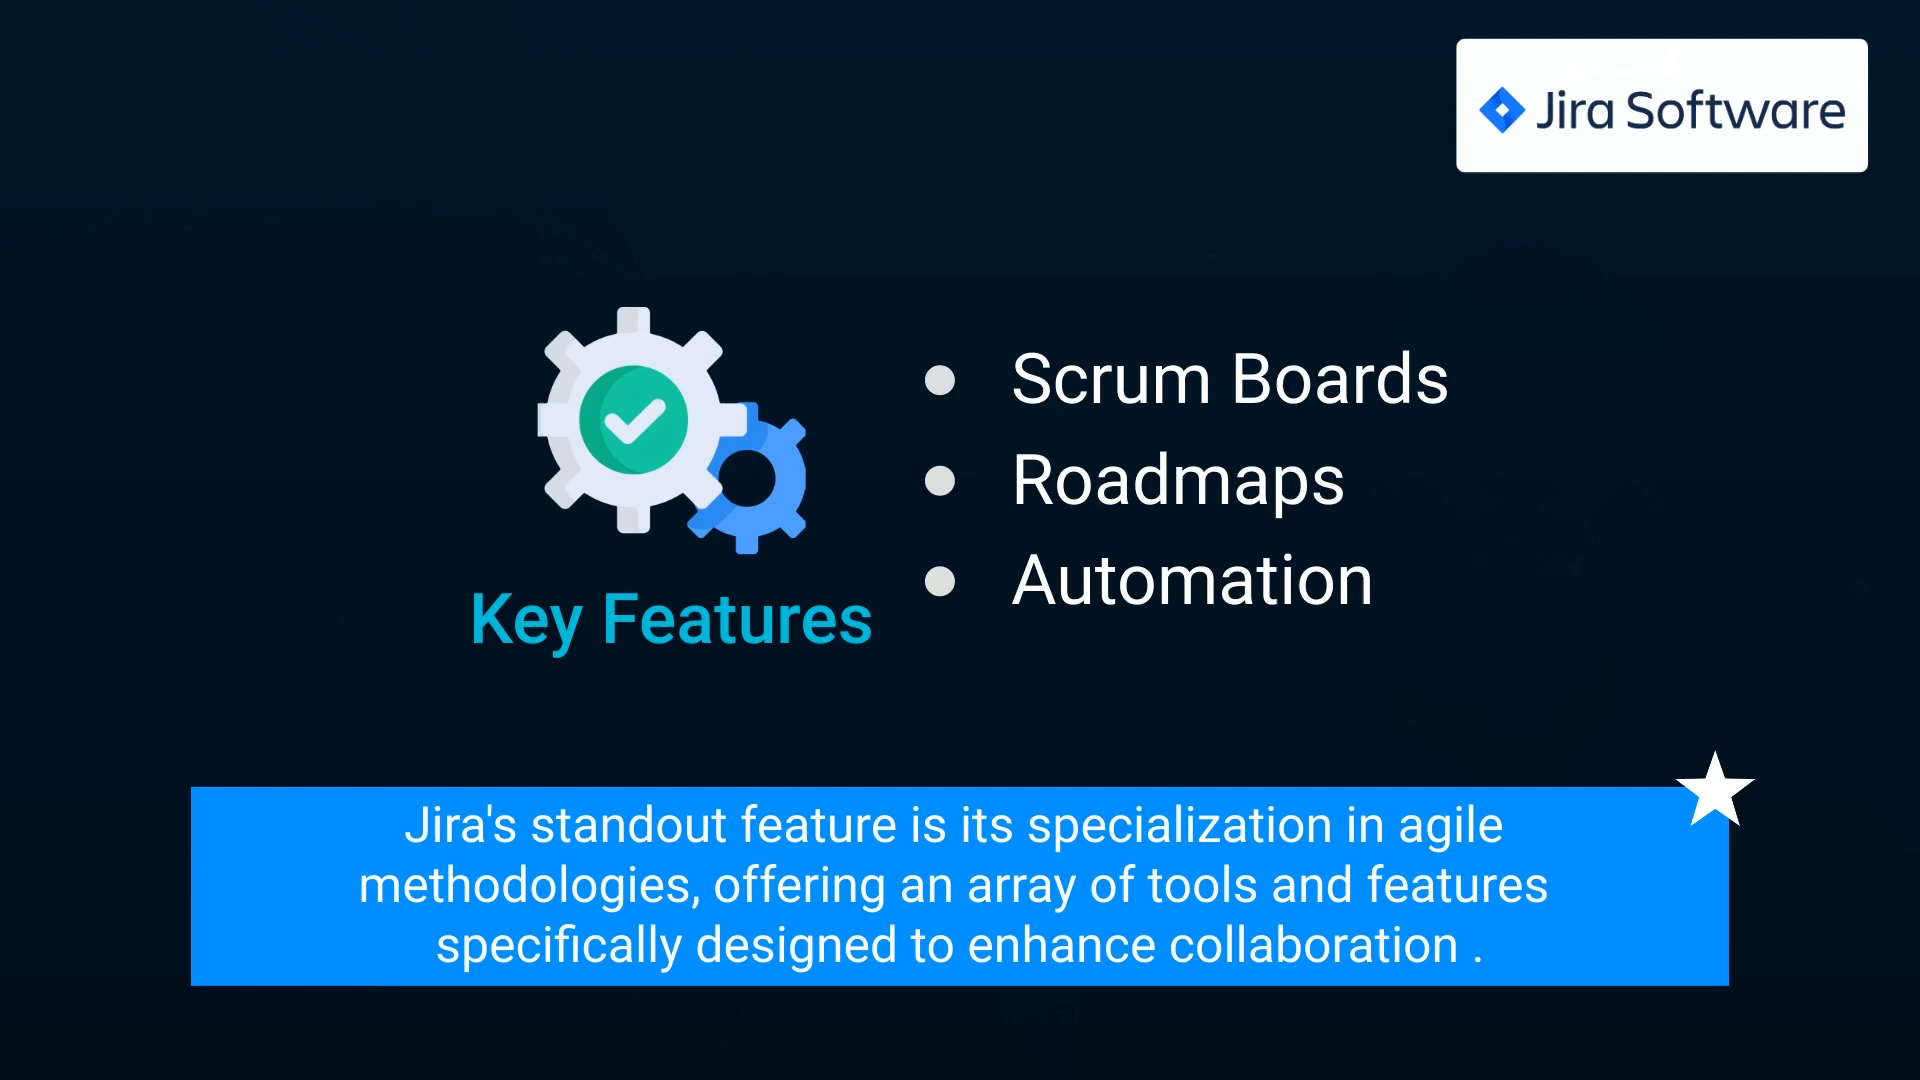 Jira Software
Scrum Boards
Roadmaps
Automation
Key Features
Jira's standout feature is its specialization in agile
methodologies, offering an array of tools and features
specifically designed to enhance collaboration .